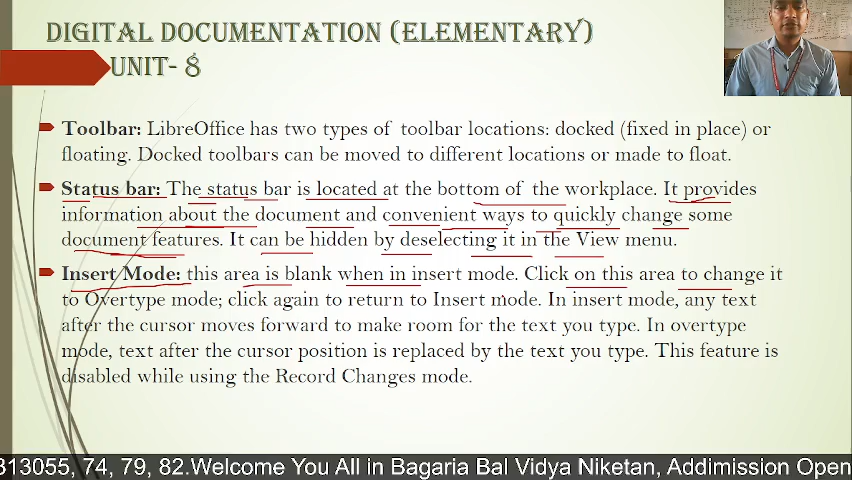 DIGITAL DOCUMENTATION (ELEMENTARY)
UNIT- 8
Toolbar: LibreOffice has two types of toolbar locations: docked (fixed in place) or
floating. Docked toolbars can be moved to different locations or made to float.
Status bar: The status bar is located at the bottom of the workplace. It provides
information about the document and convenient ways to quickly change some
document features. It can be hidden by deselecting it in the View menu.
Insert Mode: this area is blank when in insert mode. Click on this area to change it
to Overtype mode; click again to return to Insert mode. In insert mode, any text
after the cursor moves forward to make room for the text you type. In overtype
mode, text after the cursor position is replaced by the text you type. This feature is
disabled while using the Record Changes mode.
313055, 74, 79, 82.Welcome You All in Bagaria Bal Vidya Niketan, Addimission Open